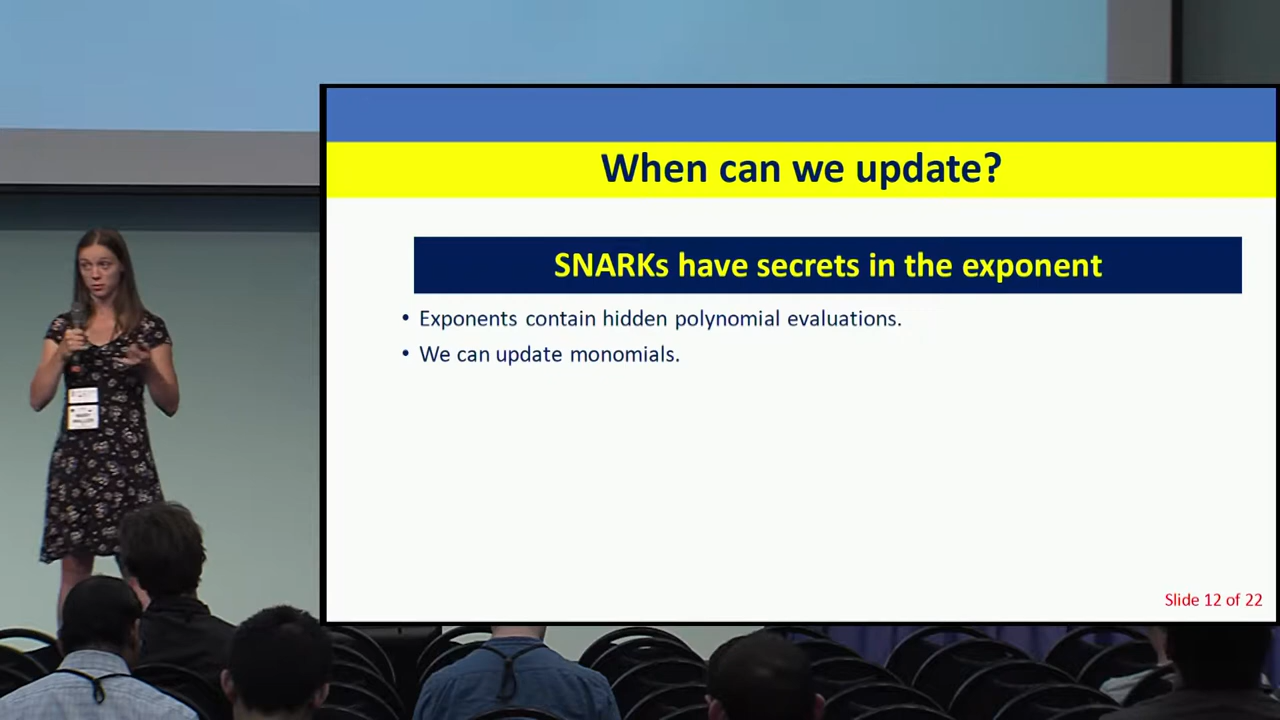 When can we update?
SNARKs have secrets in the exponent
• Exponents contain hidden polynomial evaluations.
• We can update monomials.
Slide 12 of 22